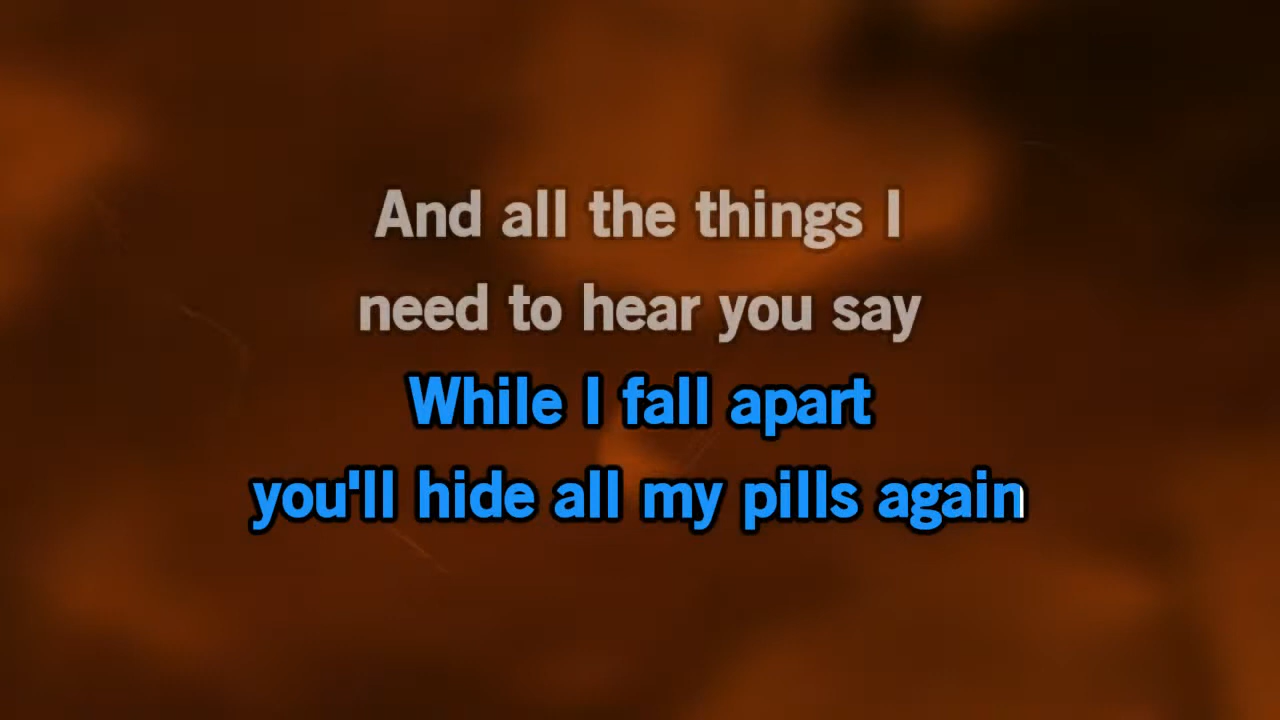 And all the things I
need to hear you say
While I fall apart
you'll hide all my pills again